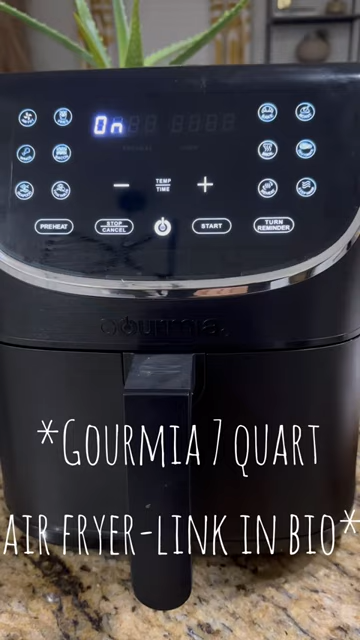 On
TEMP
TIME
PREHEAT
STOP
CANCEL
START
TURN
REMINDER
GOURMIA
*GOURMIA 7 QUART
AIR FRYER-LINK IN BIO*